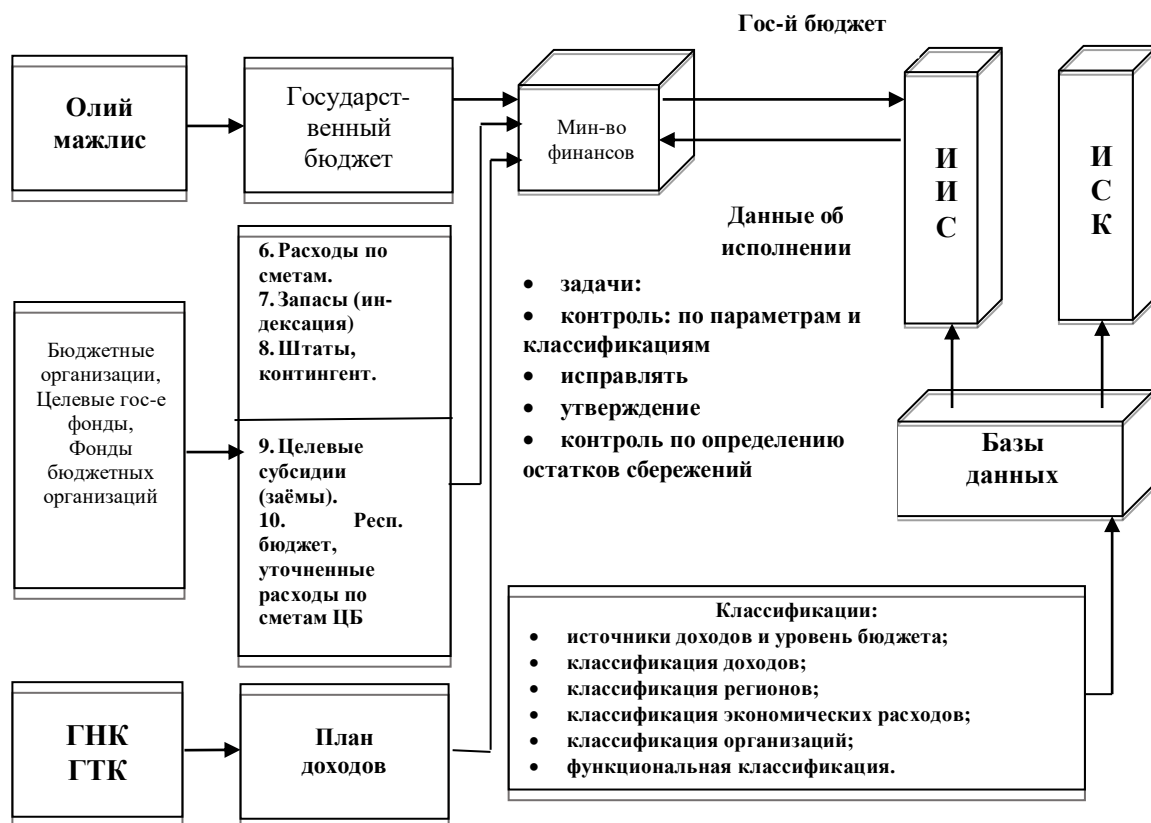 Гос-й бюджет
Олий
мажлис
Государст-
венный
бюджет
Мин-во
финансов
И
И
С
И
С
К
Данные об
исполнении
6. Расходы по
сметам.
7. Запасы (ин-
дексация)
8. Штаты,
контингент.
• задачи:
• контроль: по параметрам и
классификациям
• исправлять
• утверждение
• контроль по определению
остатков сбережений
Бюджетные
организации,
Целевые гос-е
фонды,
Фонды
бюджетных
организаций
9. Целевые
субсидии
(заёмы).
10. Респ.
бюджет,
уточненные
расходы по
сметам ЦБ
Базы
данных
Классификации:
• источники доходов и уровень бюджета;
• классификация доходов;
• классификация регионов;
• классификация экономических расходов;
• классификация организаций;
• функциональная классификация.
ГНК
ГТК
План
доходов